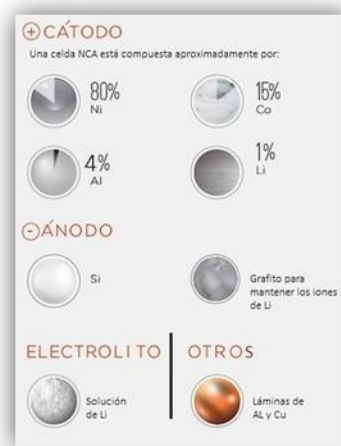 + CÁTODO
Una celda NCA está compuesta aproximadamente por:
80%
Ni
15%
Co
4%
Al
1%
Li
- ÁNODO
Si
Grafito para
mantener los iones
de Li
ELECTROLITO
Solución
de Li
OTROS
Láminas de
AL y Cu